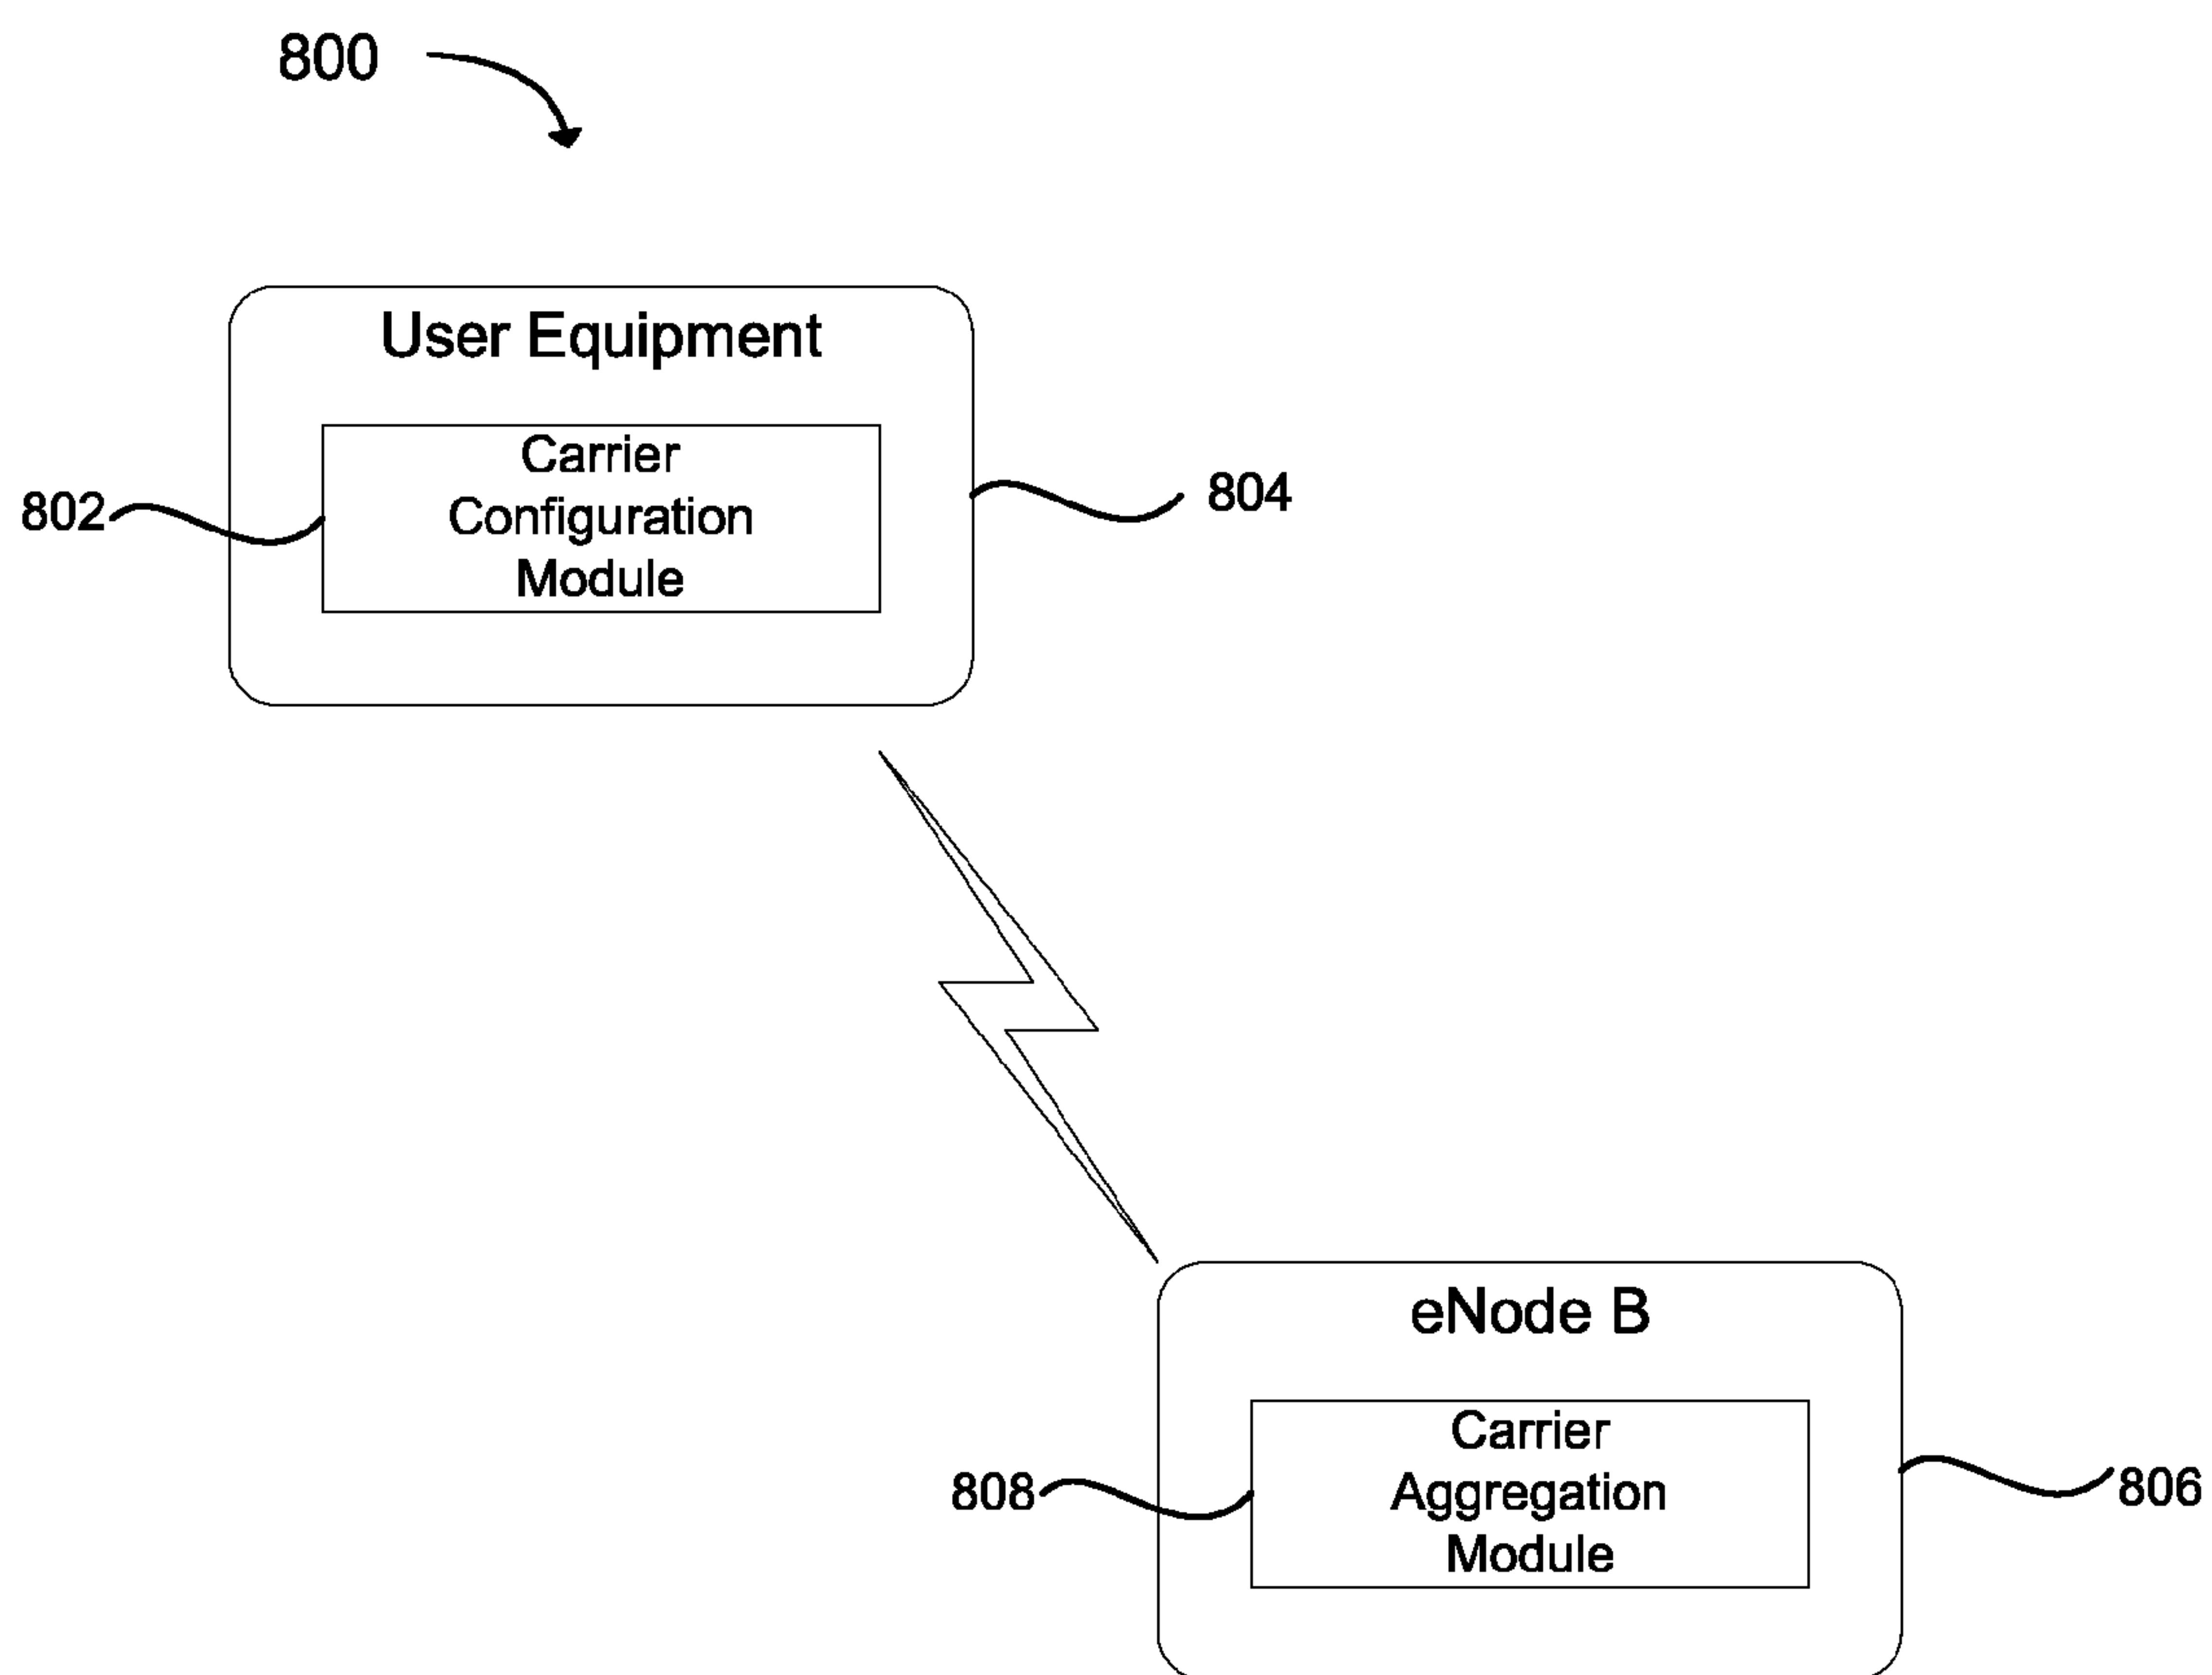 800
User Equipment
Carrier
Configuration
Module
802
804
eNode B
Carrier
Aggregation
Module
808
806